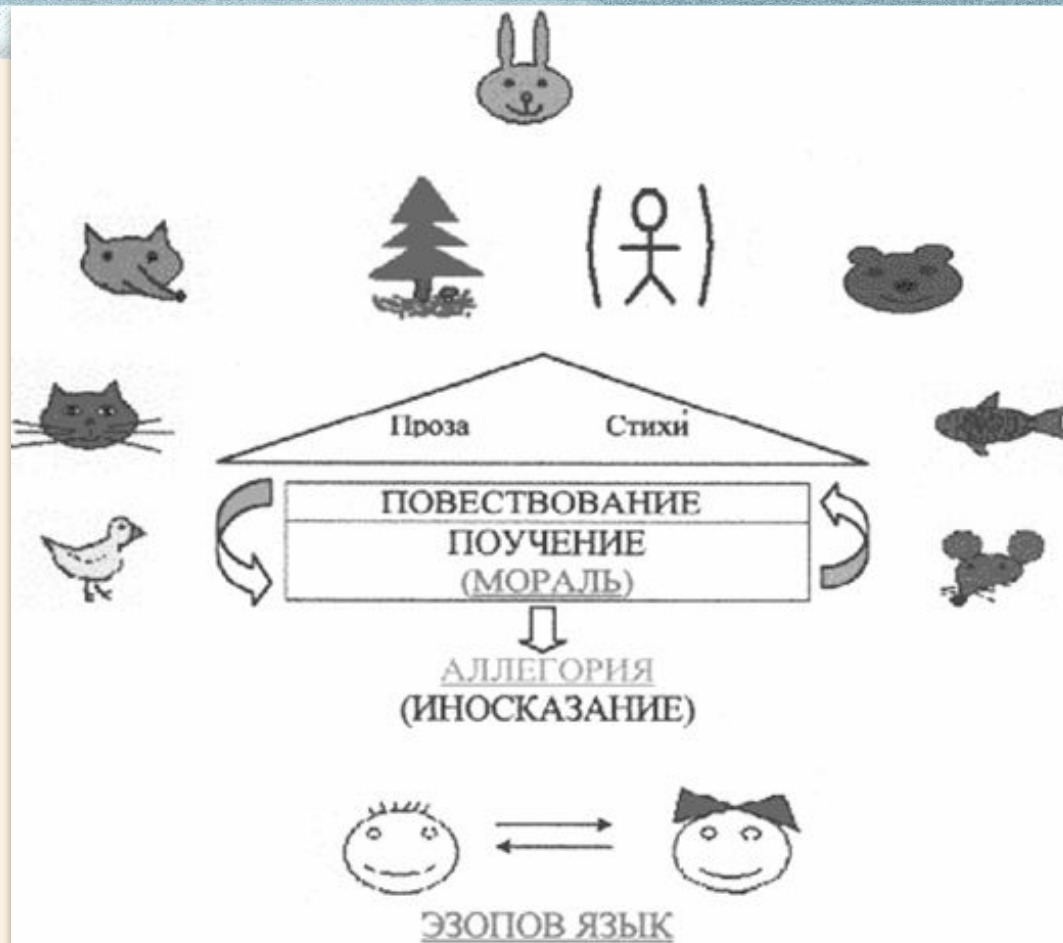 Проза Стихи
ПОВЕСТВОВАНИЕ
ПОУЧЕНИЕ
(МОРАЛЬ)
АЛЛЕГОРИЯ
(ИНОСКАЗАНИЕ)
ЭЗОПОВ ЯЗЫК